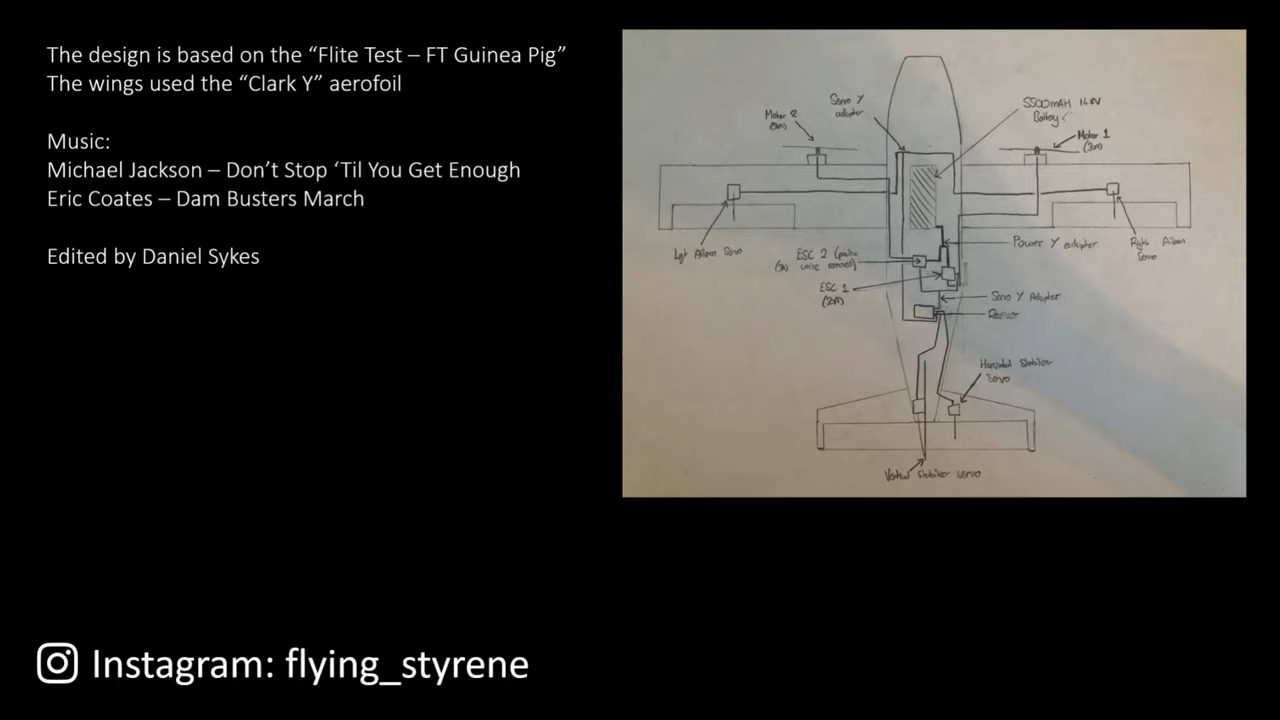 The design is based on the “Flite Test – FT Guinea Pig”
The wings used the “Clark Y” aerofoil
Music:
Michael Jackson – Don’t Stop ‘Til You Get Enough
Eric Coates – Dam Busters March
Edited by Daniel Sykes
Servo Y
adapter
Motor 2
5500mAH 14.8V
Battery
Motor 1
Left Aileron Servo
ESC 2 (positive
wire removed)
Power Y adapter
Right Aileron
Servo
ESC 1
Servo Y Adapter
Receiver
Horizontal Stabiliser
Servo
Vertical Stabiliser Servo
Instagram: flying_styrene